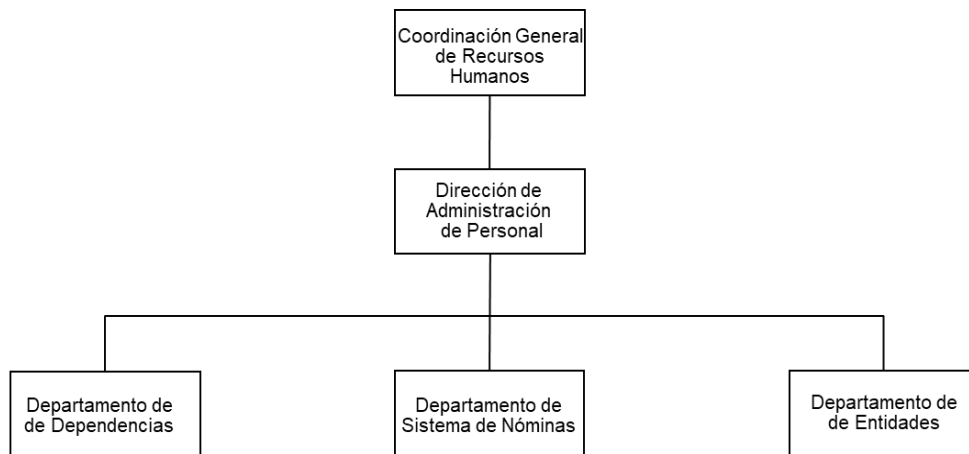 Coordinación General
de Recursos
Humanos
Dirección de
Administración
de Personal
Departamento de
de Dependencias
Departamento de
Sistema de Nóminas
Departamento de
de Entidades